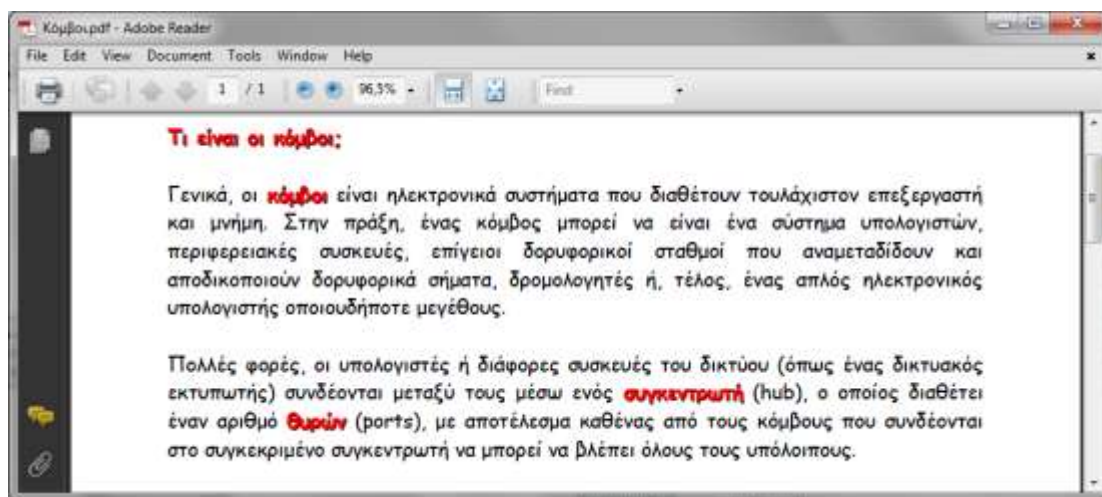 Κόμβοι.pdf - Adobe Reader
File Edit View Document Tools Window Help
1 / 1 96,3% Find
Τι είναι οι κόμβοι;
Γενικά, οι κόμβοι είναι ηλεκτρονικά συστήματα που διαθέτουν τουλάχιστον επεξεργαστή
και μνήμη. Στην πράξη, ένας κόμβος μπορεί να είναι ένα σύστημα υπολογιστών,
περιφερειακές συσκευές, επίγειοι δορυφορικοί σταθμοί που αναμεταδίδουν και
αποδικοποιούν δορυφορικά σήματα, δρομολογητές ή, τέλος, ένας απλός ηλεκτρονικός
υπολογιστής οποιουδήποτε μεγέθους.
Πολλές φορές, οι υπολογιστές ή διάφορες συσκευές του δικτύου (όπως ένας δικτυακός
εκτυπωτής) συνδέονται μεταξύ τους μέσω ενός συγκεντρωτή (hub), ο οποίος διαθέτει
έναν αριθμό θυρών (ports), με αποτέλεσμα καθένας από τους κόμβους που συνδέονται
στο συγκεκριμένο συγκεντρωτή να μπορεί να βλέπει όλους τους υπόλοιπους.